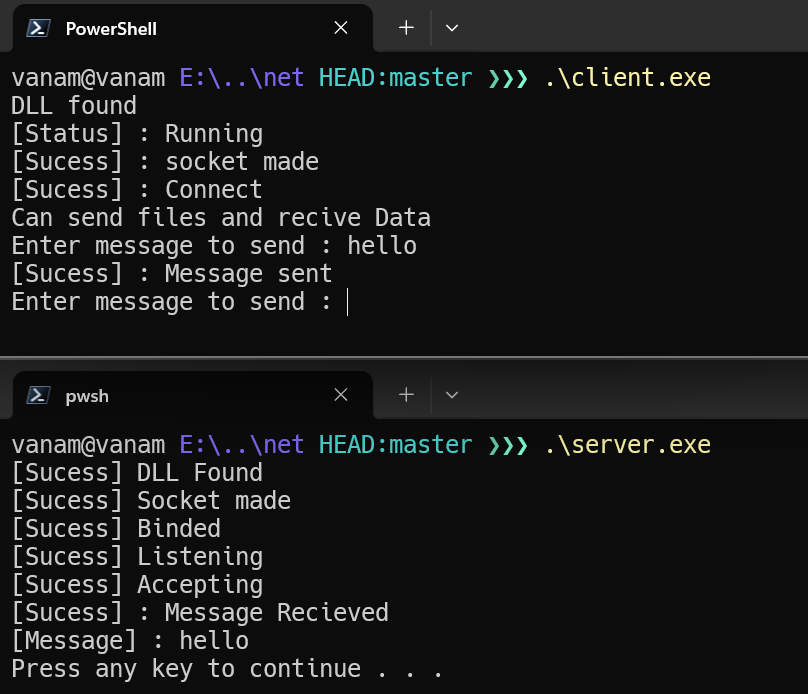 PowerShell
vanam@vanam E:\..\net HEAD:master ❯❯❯ .\client.exe
DLL found
[Status] : Running
[Sucess] : socket made
[Sucess] : Connect
Can send files and recive Data
Enter message to send : hello
[Sucess] : Message sent
Enter message to send :
pwsh
vanam@vanam E:\..\net HEAD:master ❯❯❯ .\server.exe
[Sucess] DLL Found
[Sucess] Socket made
[Sucess] Binded
[Sucess] Listening
[Sucess] Accepting
[Sucess] : Message Recieved
[Message] : hello
Press any key to continue . . .